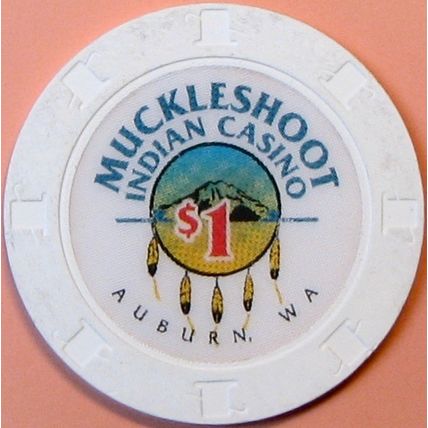 MUCKLESHOOT
INDIAN CASINO
$1
AUBURN, WA